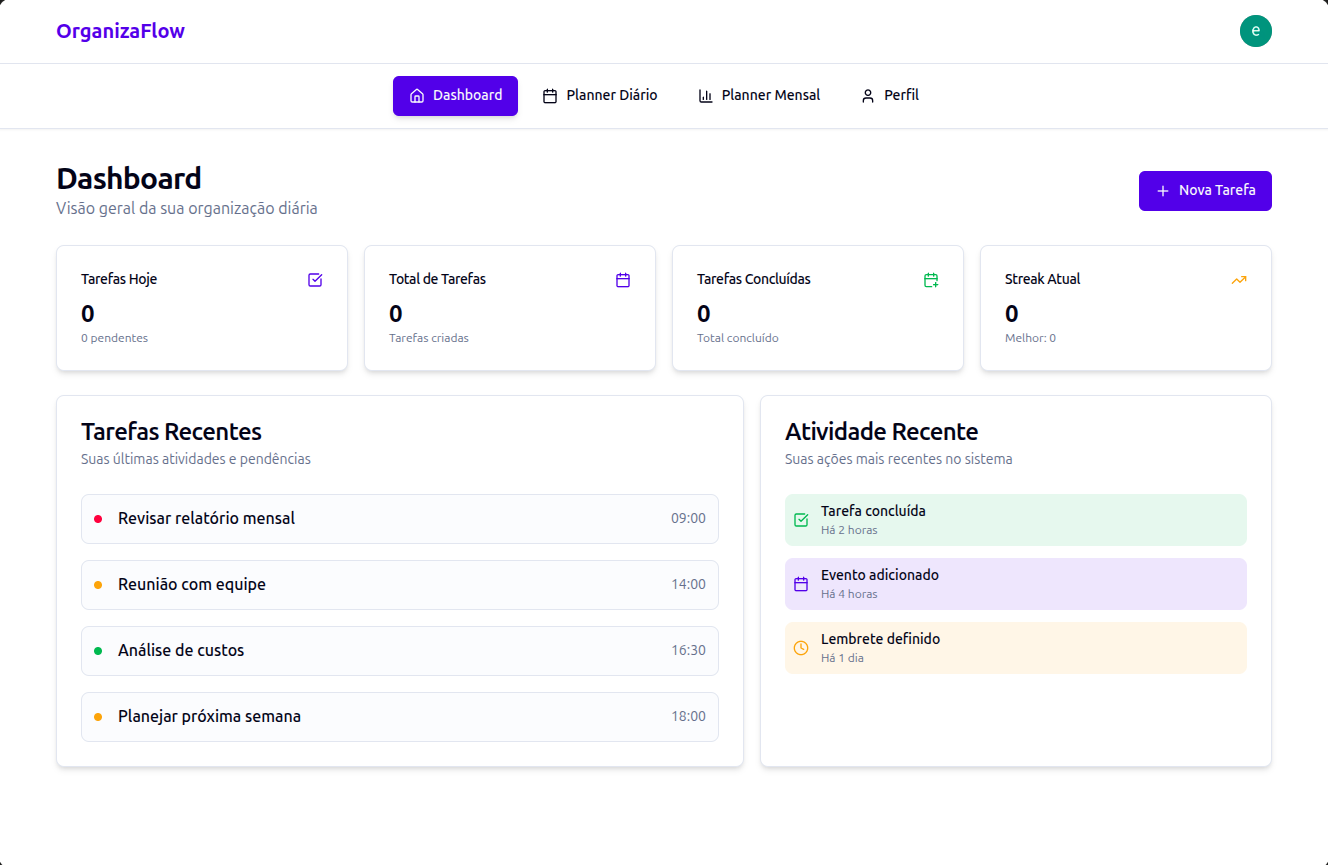 OrganizaFlow
e
Dashboard
Planner Diário
Planner Mensal
Perfil
Dashboard
Visão geral da sua organização diária
Nova Tarefa
Tarefas Hoje
0
0 pendentes
Total de Tarefas
0
Tarefas criadas
Tarefas Concluídas
0
Total concluído
Streak Atual
0
Melhor: 0
Tarefas Recentes
Suas últimas atividades e pendências
Revisar relatório mensal 09:00
Reunião com equipe 14:00
Análise de custos 16:30
Planejar próxima semana 18:00
Atividade Recente
Suas ações mais recentes no sistema
Tarefa concluída
Há 2 horas
Evento adicionado
Há 4 horas
Lembrete definido
Há 1 dia